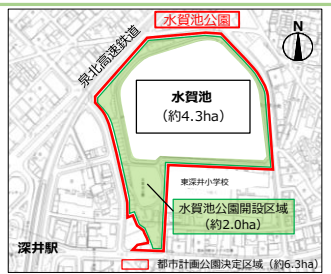 水賀池公園
N
泉北高速鉄道
水賀池
（約4.3ha）
東深井小学校
水賀池公園開設区域
（約2.0ha）
深井駅
都市計画公園決定区域（約6.3ha）